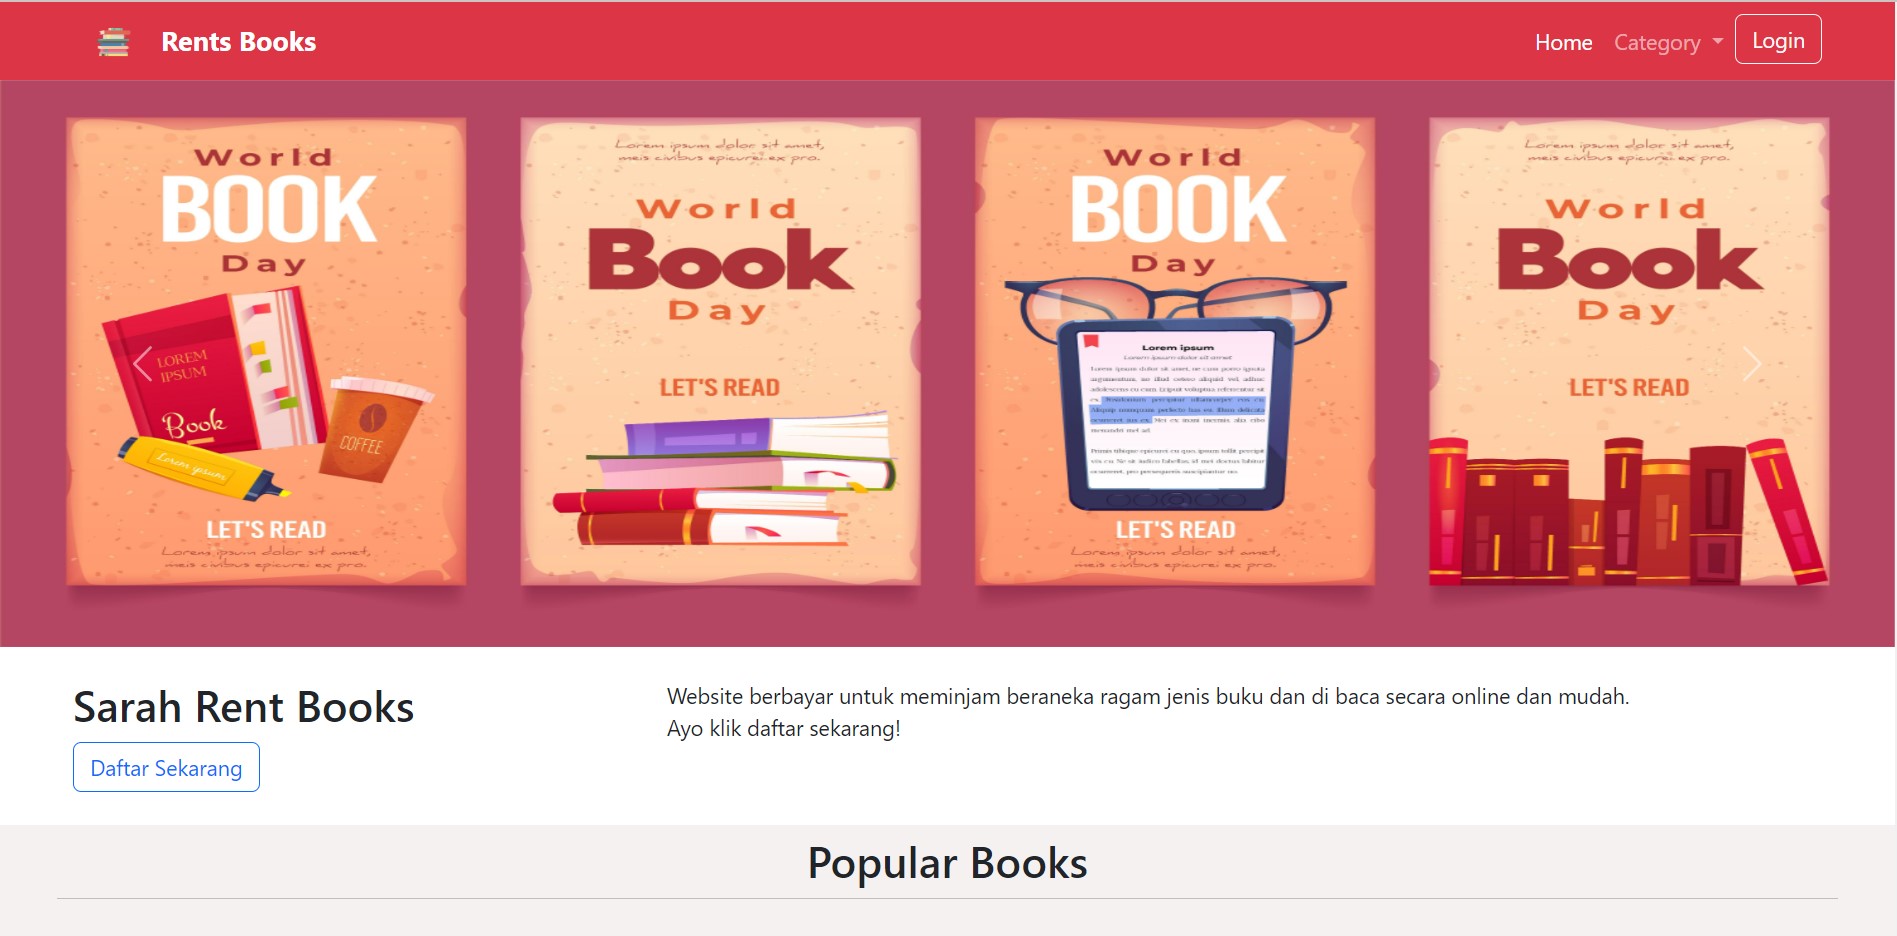 Rents Books
Home Category Login
World
BOOK
Day
LOREM
IPSUM
Book
COFFEE
Lorem ipsum
LET'S READ
Lorem ipsum dolor sit amet,
meis civibus epicurei ex pro.
Lorem ipsum dolor sit amet,
meis civibus epicurei ex pro.
World
Book
Day
LET'S READ
World
BOOK
Day
Lorem ipsum
Lorem ipsum dolor sit amet
LET'S READ
Lorem ipsum dolor sit amet,
meis civibus epicurei ex pro.
Lorem ipsum dolor sit amet,
meis civibus epicurei ex pro.
World
Book
Day
LET'S READ
Sarah Rent Books
Daftar Sekarang
Website berbayar untuk meminjam beraneka ragam jenis buku dan di baca secara online dan mudah.
Ayo klik daftar sekarang!
Popular Books